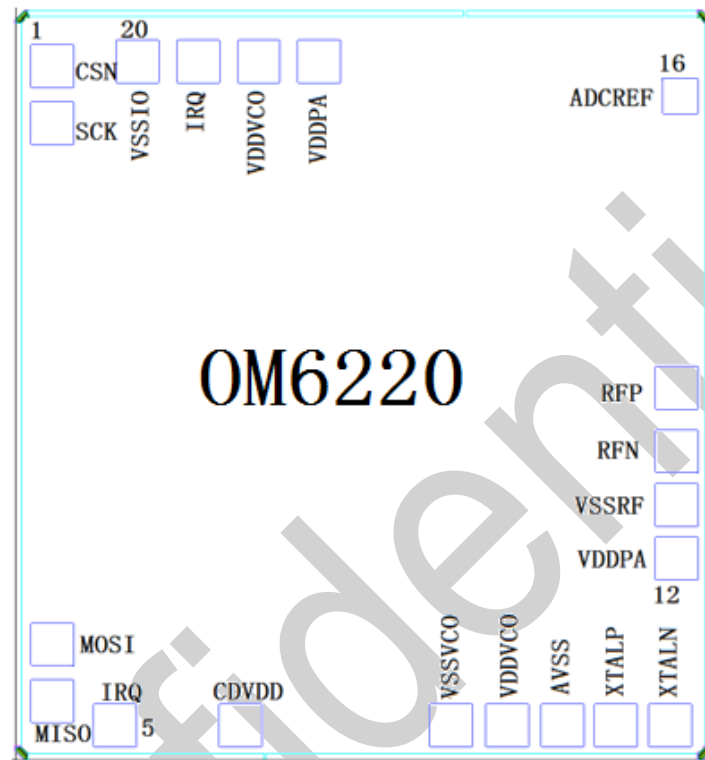 1
20
CSN
16
ADCREF
SCK
VSSIO
IRQ
VDDVCO
VDDPA
OM6220
RFP
RFN
VSSRF
VDDPA
12
MOSI
VSSVCO
VDDVCO
AVSS
XTALP
XTALN
IRQ
CDVDD
MISO
5